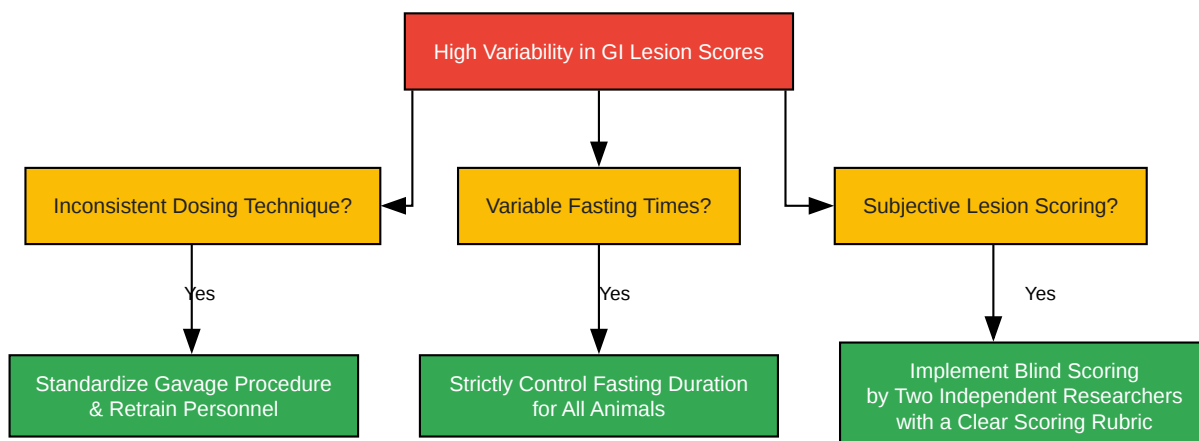 High Variability in GI Lesion Scores
Inconsistent Dosing Technique?
Variable Fasting Times?
Subjective Lesion Scoring?
Yes
Yes
Yes
Standardize Gavage Procedure
& Retrain Personnel
Strictly Control Fasting Duration
for All Animals
Implement Blind Scoring
by Two Independent Researchers
with a Clear Scoring Rubric